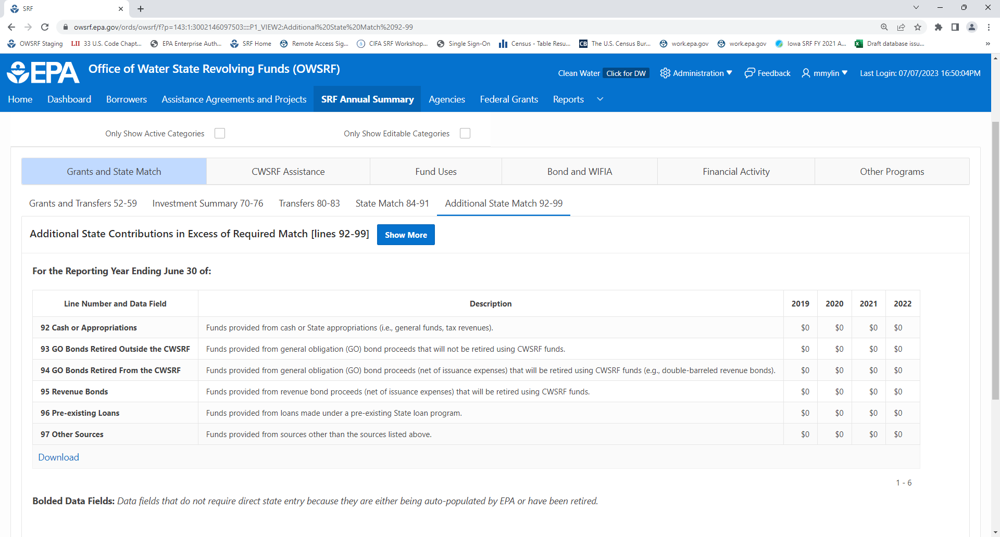 SRF
owsrf.epa.gov/ords/owsrf/f?p=143:1:3002146097503::::P1_VIEW2:Additional%20State%20Match%2092-99
OWSRF Staging LII 33 U.S. Code Chapt... EPA Enterprise Auth... SRF Home Remote Access Sig... CIFA SRF Workshop... Single Sign-On Census - Table Resu... CB The U.S. Census Bur... work.epa.gov work.epa.gov Iowa SRF FY 2021 A... Draft database issu... »
EPA Office of Water State Revolving Funds (OWSRF)
Clean Water Click for DW Administration Feedback mmylin Last Login: 07/07/2023 16:50:04PM
Home Dashboard Borrowers Assistance Agreements and Projects SRF Annual Summary Agencies Federal Grants Reports
Only Show Active Categories Only Show Editable Categories
Grants and State Match CWSRF Assistance Fund Uses Bond and WIFIA Financial Activity Other Programs
Grants and Transfers 52-59 Investment Summary 70-76 Transfers 80-83 State Match 84-91 Additional State Match 92-99
Additional State Contributions in Excess of Required Match [lines 92-99] Show More
For the Reporting Year Ending June 30 of:
Line Number and Data Field Description 2019 2020 2021 2022
92 Cash or Appropriations Funds provided from cash or State appropriations (i.e., general funds, tax revenues). $0 $0 $0 $0
93 GO Bonds Retired Outside the CWSRF Funds provided from general obligation (GO) bond proceeds that will not be retired using CWSRF funds. $0 $0 $0 $0
94 GO Bonds Retired From the CWSRF Funds provided from general obligation (GO) bond proceeds (net of issuance expenses) that will be retired using CWSRF funds (e.g., double-barreled revenue bonds). $0 $0 $0 $0
95 Revenue Bonds Funds provided from revenue bond proceeds (net of issuance expenses) that will be retired using CWSRF funds. $0 $0 $0 $0
96 Pre-existing Loans Funds provided from loans made under a pre-existing State loan program. $0 $0 $0 $0
97 Other Sources Funds provided from sources other than the sources listed above. $0 $0 $0 $0
Download
1 - 6
Bolded Data Fields: Data fields that do not require direct state entry because they are either being auto-populated by EPA or have been retired.